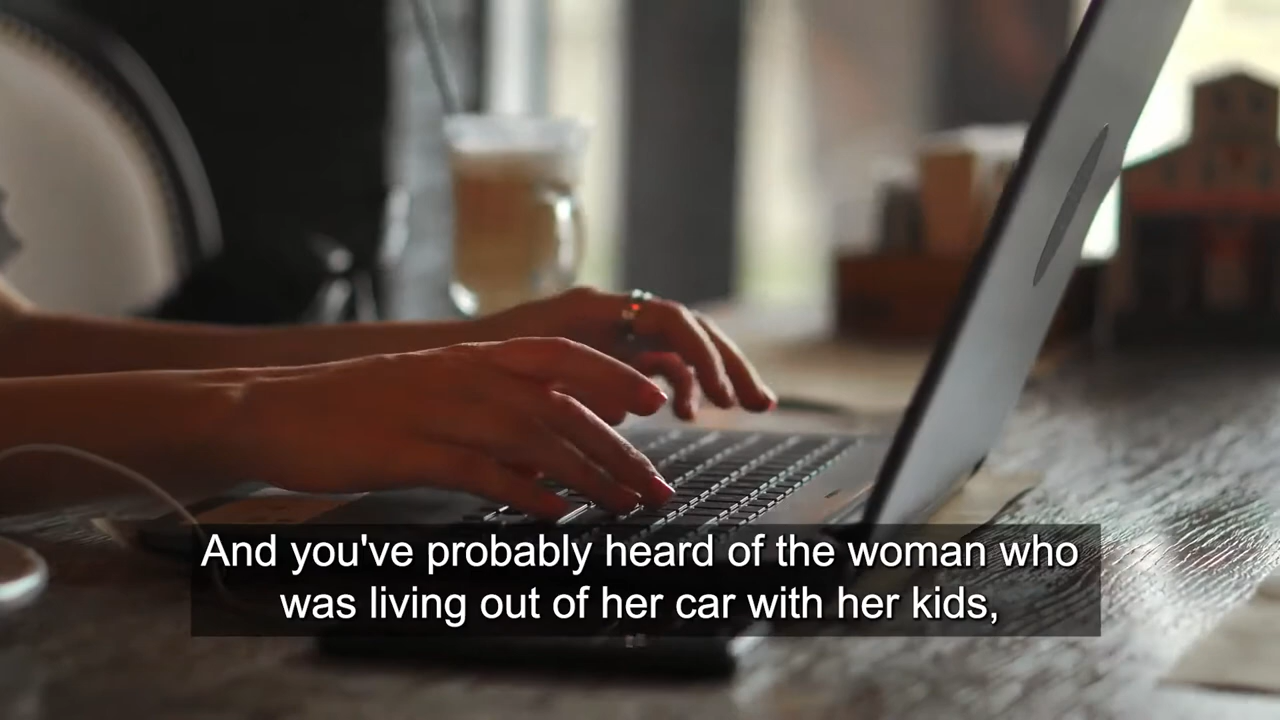 And you've probably heard of the woman who
was living out of her car with her kids,